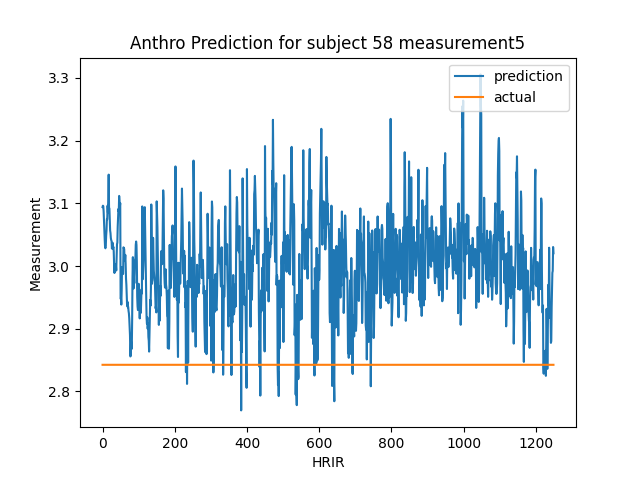 Anthro Prediction for subject 58 measurement5
prediction
actual
3.3
3.2
3.1
3.0
2.9
2.8
Measurement
0 200 400 600 800 1000 1200
HRIR